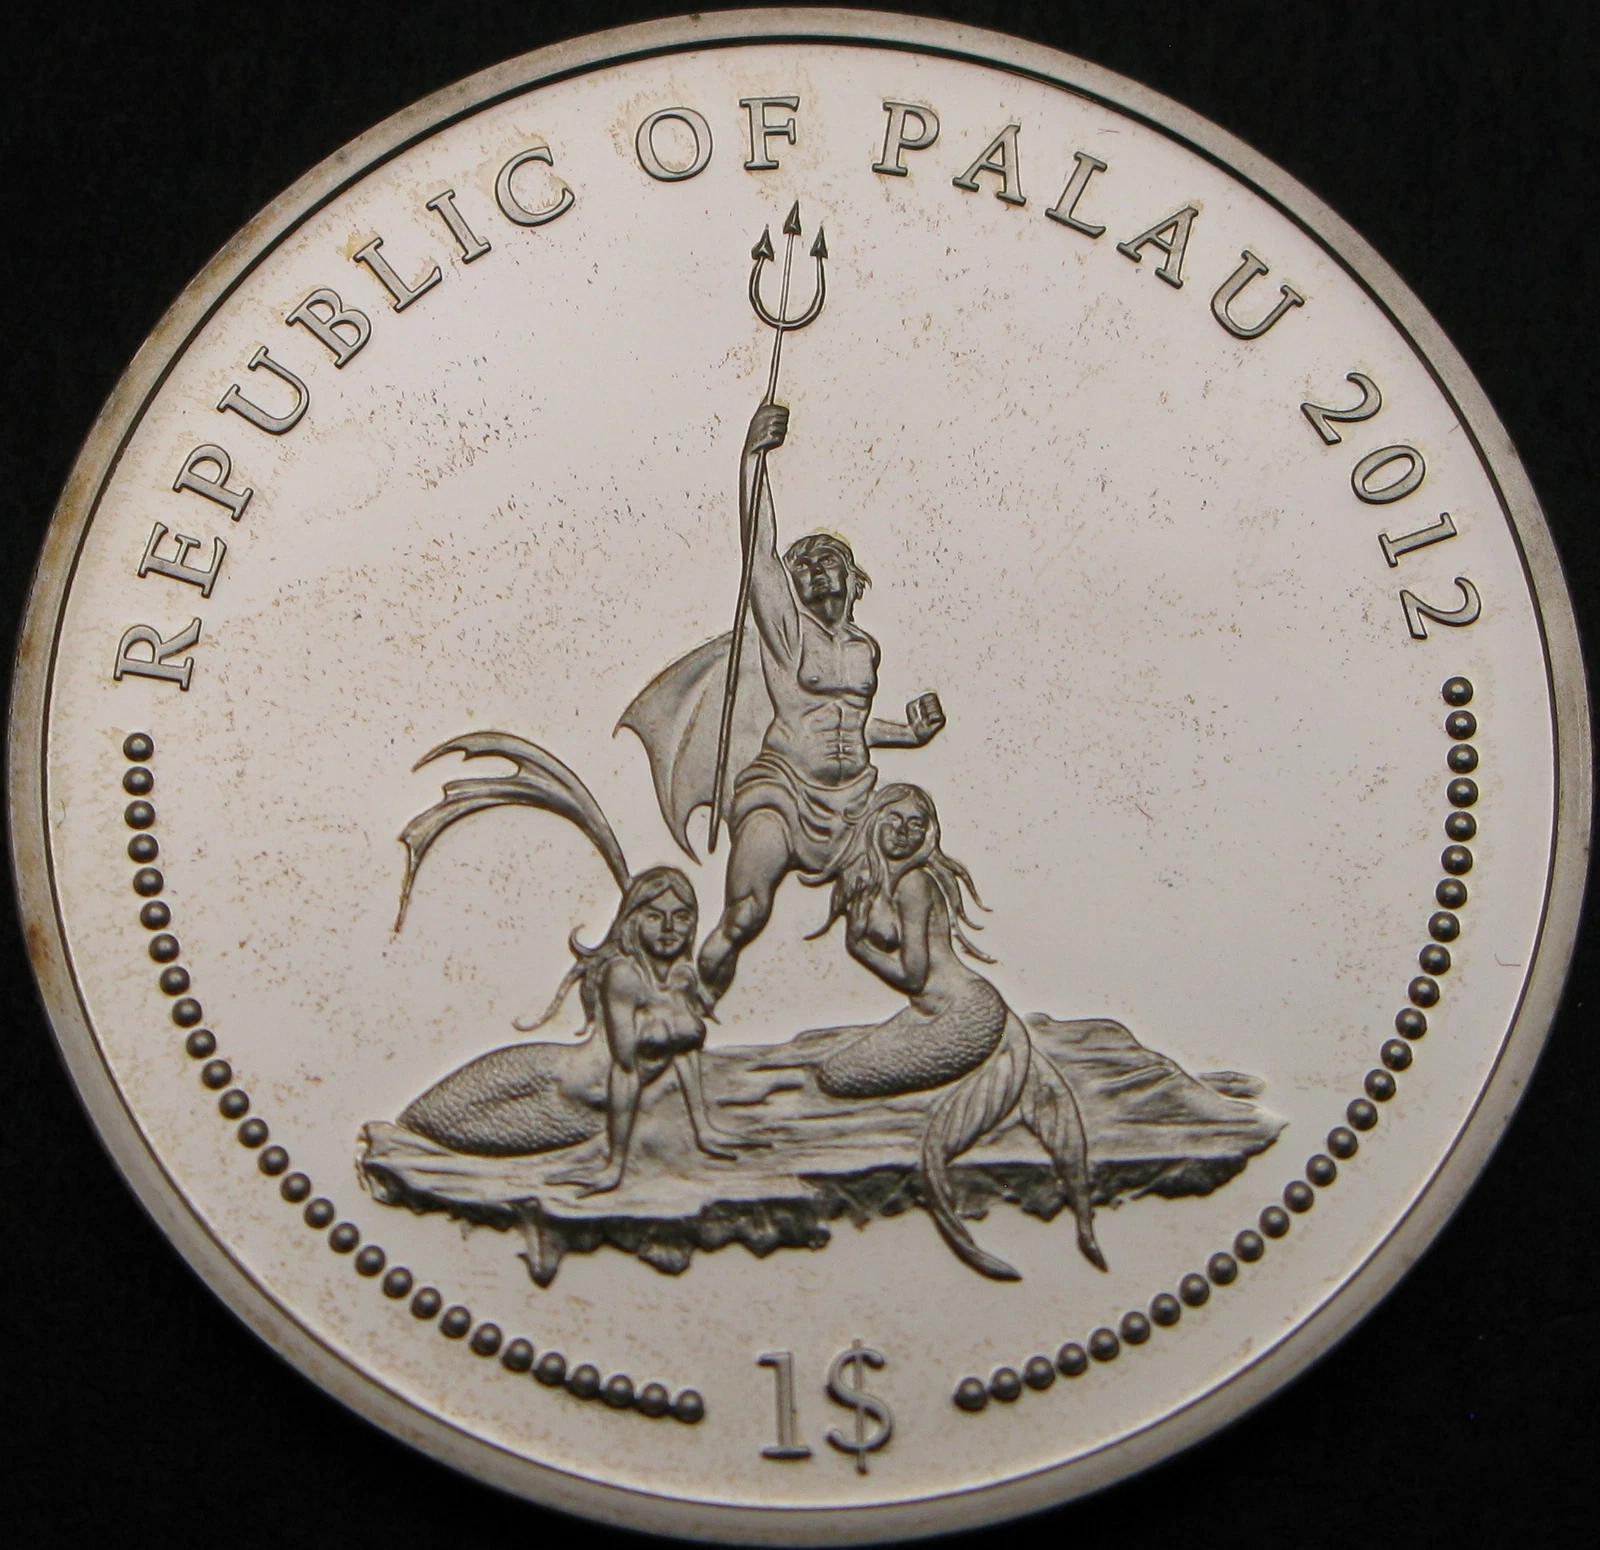 REPUBLIC OF PALAU 2012
1$